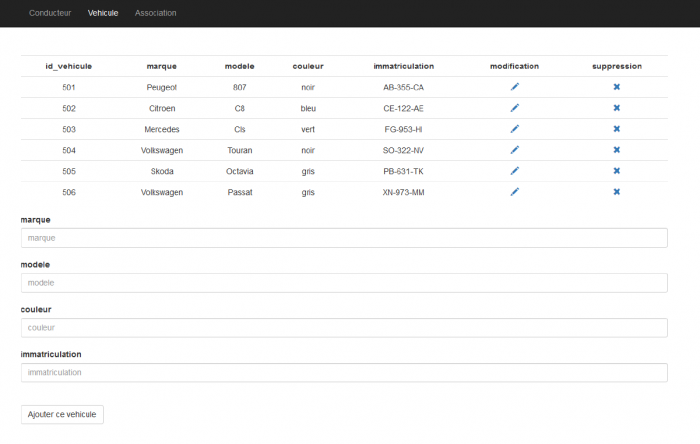 Conducteur Vehicule Association
id_vehicule marque modele couleur immatriculation modification suppression
501 Peugeot 807 noir AB-355-CA
502 Citroen C8 bleu CE-122-AE
503 Mercedes Cls vert FG-953-HI
504 Volkswagen Touran noir SO-322-NV
505 Skoda Octavia gris PB-631-TK
506 Volkswagen Passat gris XN-973-MM
marque
marque
modele
modele
couleur
couleur
immatriculation
immatriculation
Ajouter ce vehicule